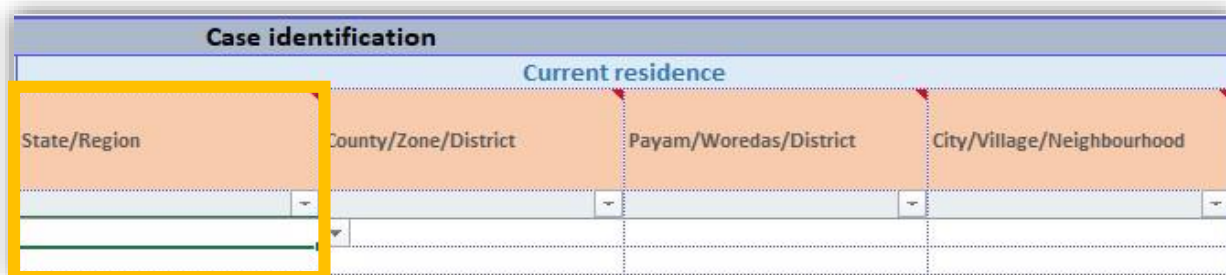 Case identification
Current residence
State/Region
County/Zone/District
Payam/Woredas/District
City/Village/Neighbourhood